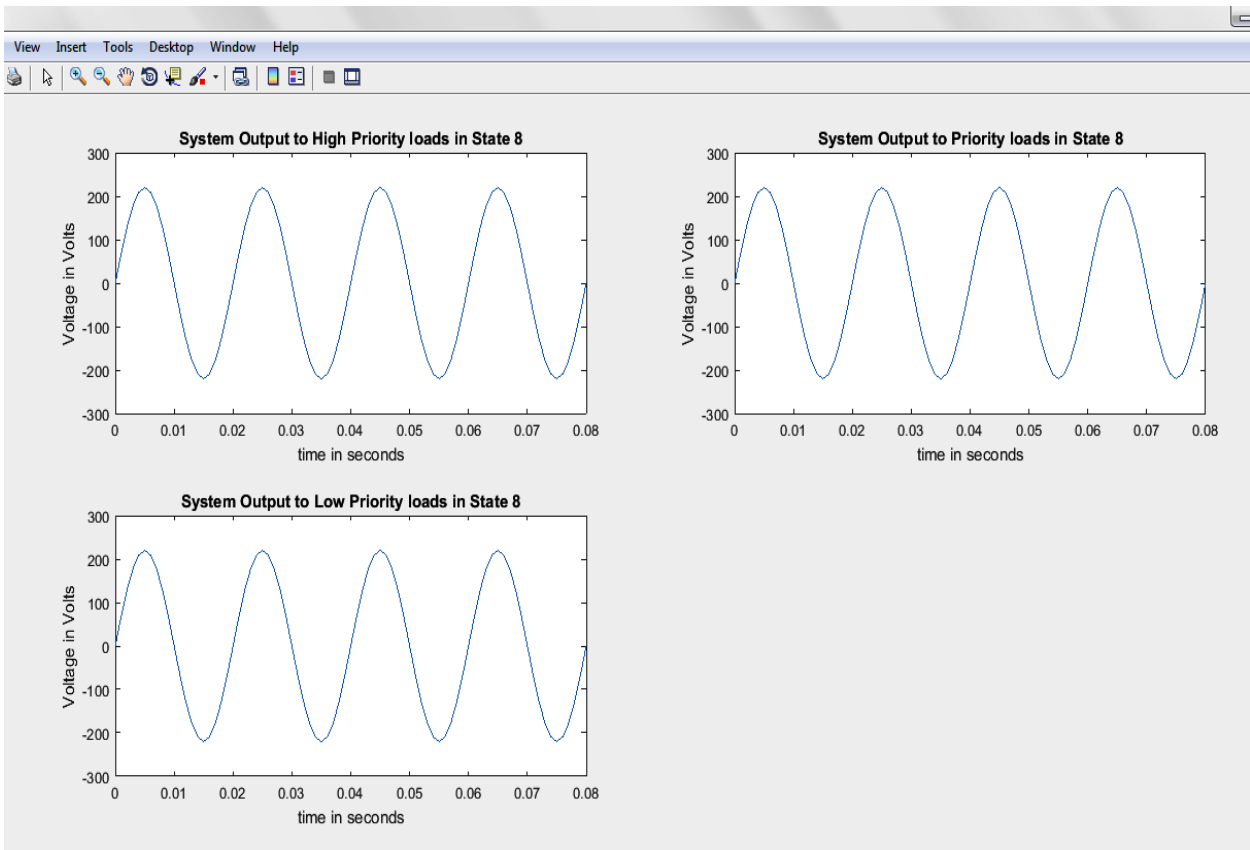 View Insert Tools Desktop Window Help
System Output to High Priority loads in State 8
300
200
100
0
-100
-200
-300
Voltage in Volts
0 0.01 0.02 0.03 0.04 0.05 0.06 0.07 0.08
time in seconds
System Output to Priority loads in State 8
300
200
100
0
-100
-200
-300
Voltage in Volts
0 0.01 0.02 0.03 0.04 0.05 0.06 0.07 0.08
time in seconds
System Output to Low Priority loads in State 8
300
200
100
0
-100
-200
-300
Voltage in Volts
0 0.01 0.02 0.03 0.04 0.05 0.06 0.07 0.08
time in seconds